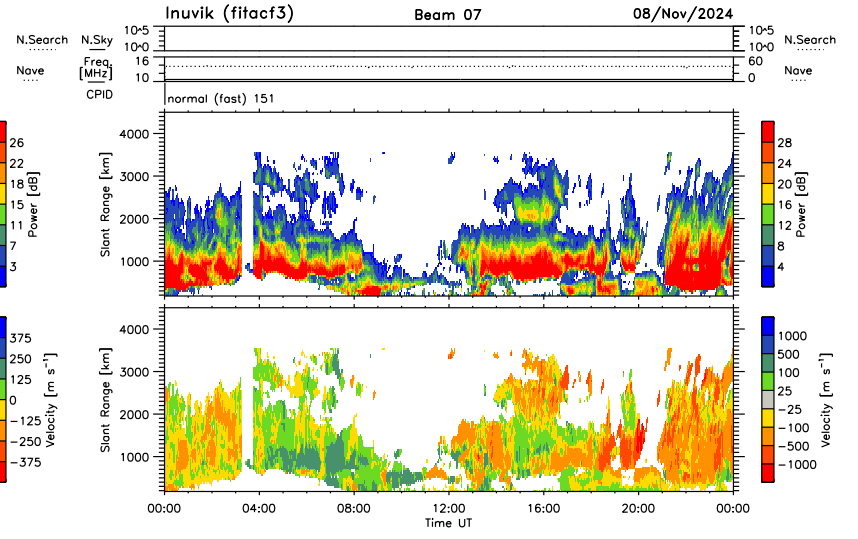 Inuvik (fitacf3) Beam 07 08/Nov/2024
N.Search N.Sky 10^5 10^0 10^5 10^0 N.Search
Nave Freq. [MHz] 16 10 60 0 Nave
CPID normal (fast) 151
Power [dB] 26 22 18 15 11 7 3
Slant Range [km] 4000 3000 2000 1000
28 24 20 16 12 8 4 Power [dB]
375 250 125 0 -125 -250 -375 Velocity [m s⁻¹]
Slant Range [km] 4000 3000 2000 1000
1000 500 100 25 -25 -100 -500 -1000 Velocity [m s⁻¹]
00:00 04:00 08:00 12:00 16:00 20:00 00:00
Time UT